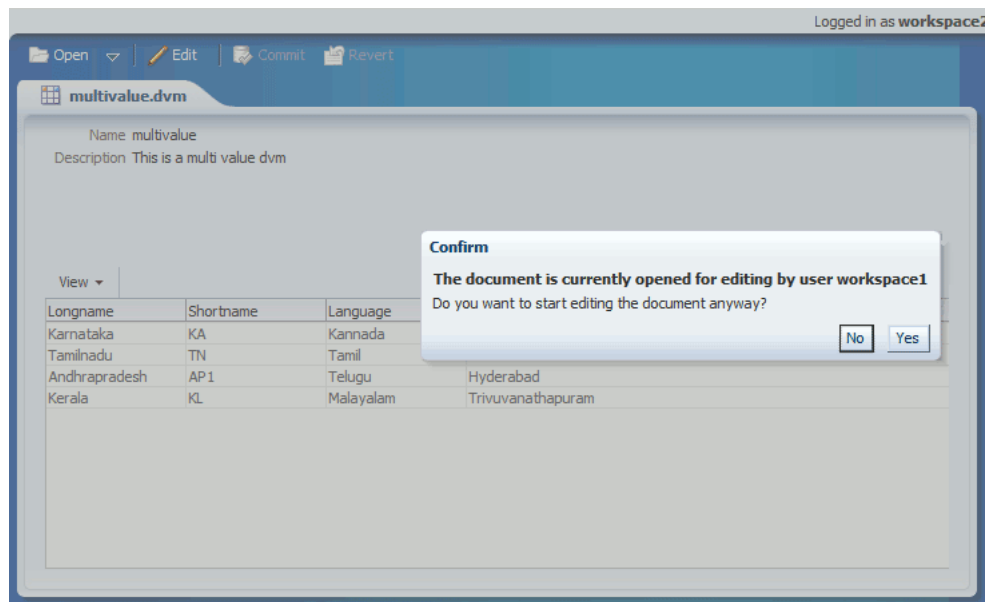 Logged in as workspace2
Open Edit Commit Revert
multivalue.dvm
Name multivalue
Description This is a multi value dvm
Confirm
The document is currently opened for editing by user workspace1
Do you want to start editing the document anyway?
No Yes
View
Longname Shortname Language
Karnataka KA Kannada
Tamilnadu TN Tamil
Andhrapradesh AP1 Telugu Hyderabad
Kerala KL Malayalam Trivuvanathapuram